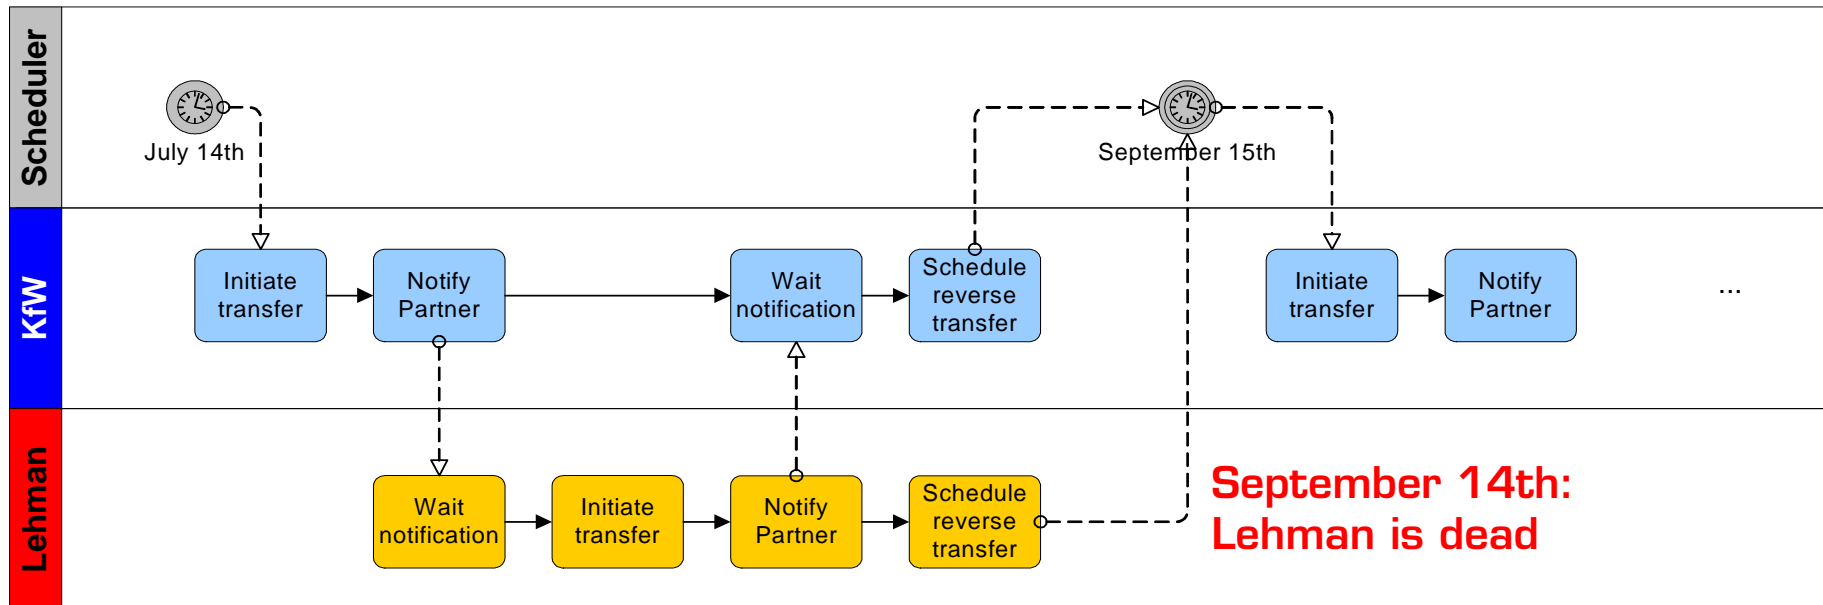 Scheduler
July 14th
September 15th
KfW
Initiate
transfer
Notify
Partner
Wait
notification
Schedule
reverse
transfer
Initiate
transfer
Notify
Partner
...
Lehman
Wait
notification
Initiate
transfer
Notify
Partner
Schedule
reverse
transfer
September 14th:
Lehman is dead